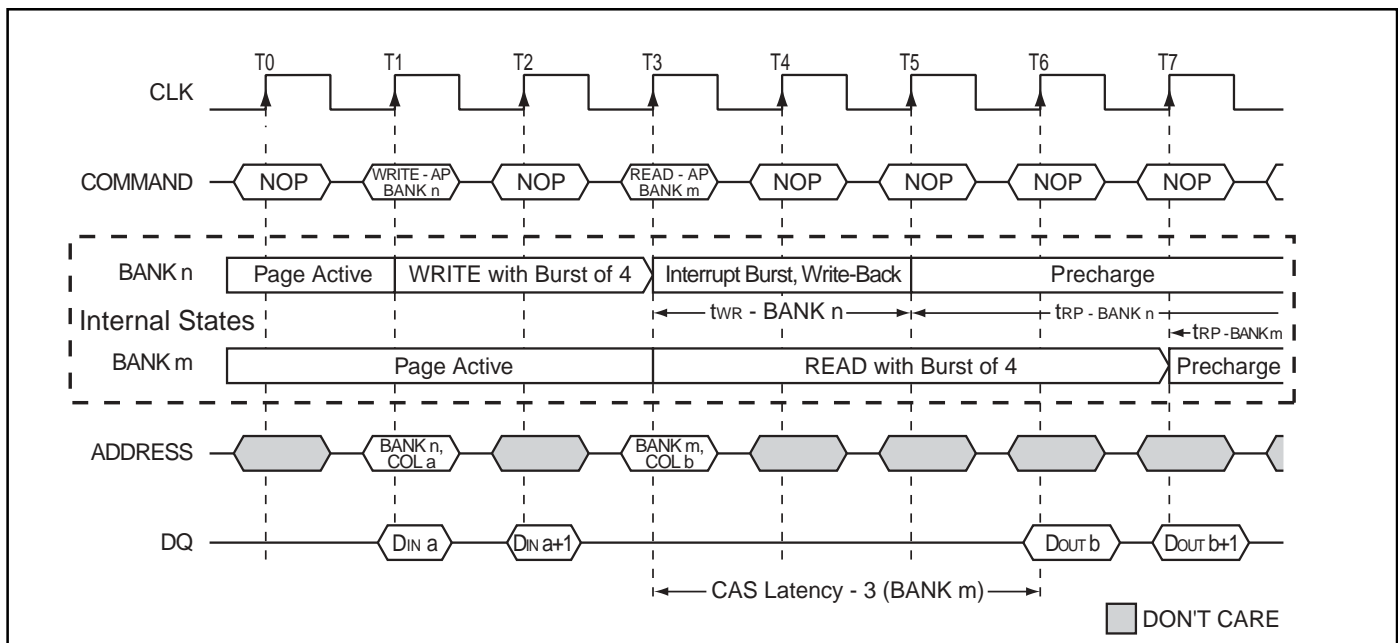 T0 T1 T2 T3 T4 T5 T6 T7
CLK
COMMAND NOP WRITE - AP BANK n NOP READ - AP BANK m NOP NOP NOP NOP
BANK n Page Active WRITE with Burst of 4 Interrupt Burst, Write-Back Precharge
Internal States tWR - BANK n tRP - BANK n
tRP - BANK m
BANK m Page Active READ with Burst of 4 Precharge
ADDRESS BANK n, COL a BANK m, COL b
DQ DIN a DIN a+1 DOUT b DOUT b+1
CAS Latency - 3 (BANK m)
DON'T CARE